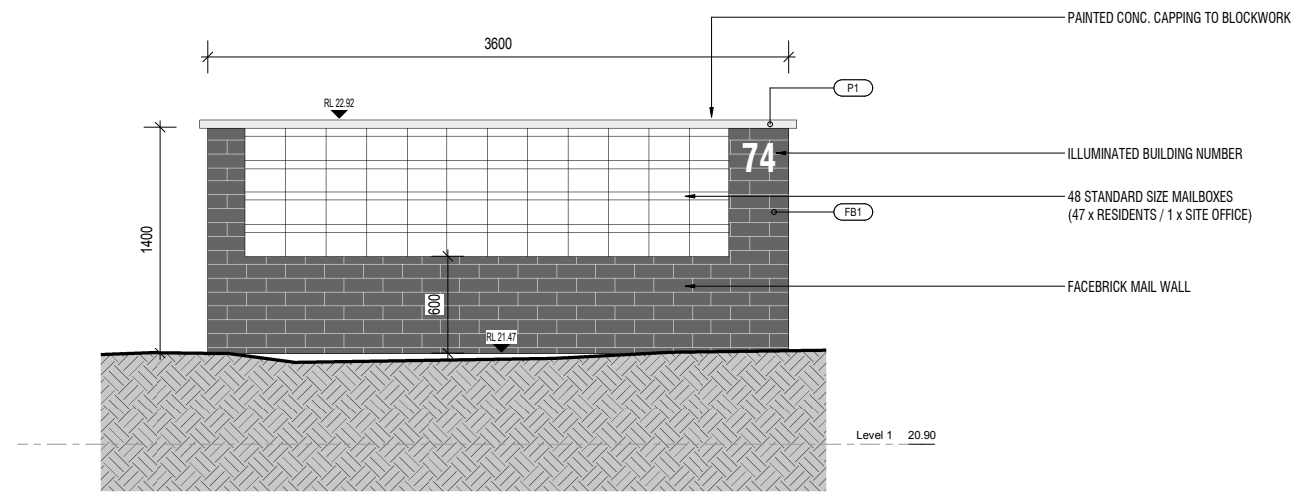 PAINTED CONC. CAPPING TO BLOCKWORK
3600
P1
RL 22.92
74
ILLUMINATED BUILDING NUMBER
48 STANDARD SIZE MAILBOXES
(47 x RESIDENTS / 1 x SITE OFFICE)
FB1
1400
FACEBRICK MAIL WALL
600
RL 21.47
Level 1 20.90